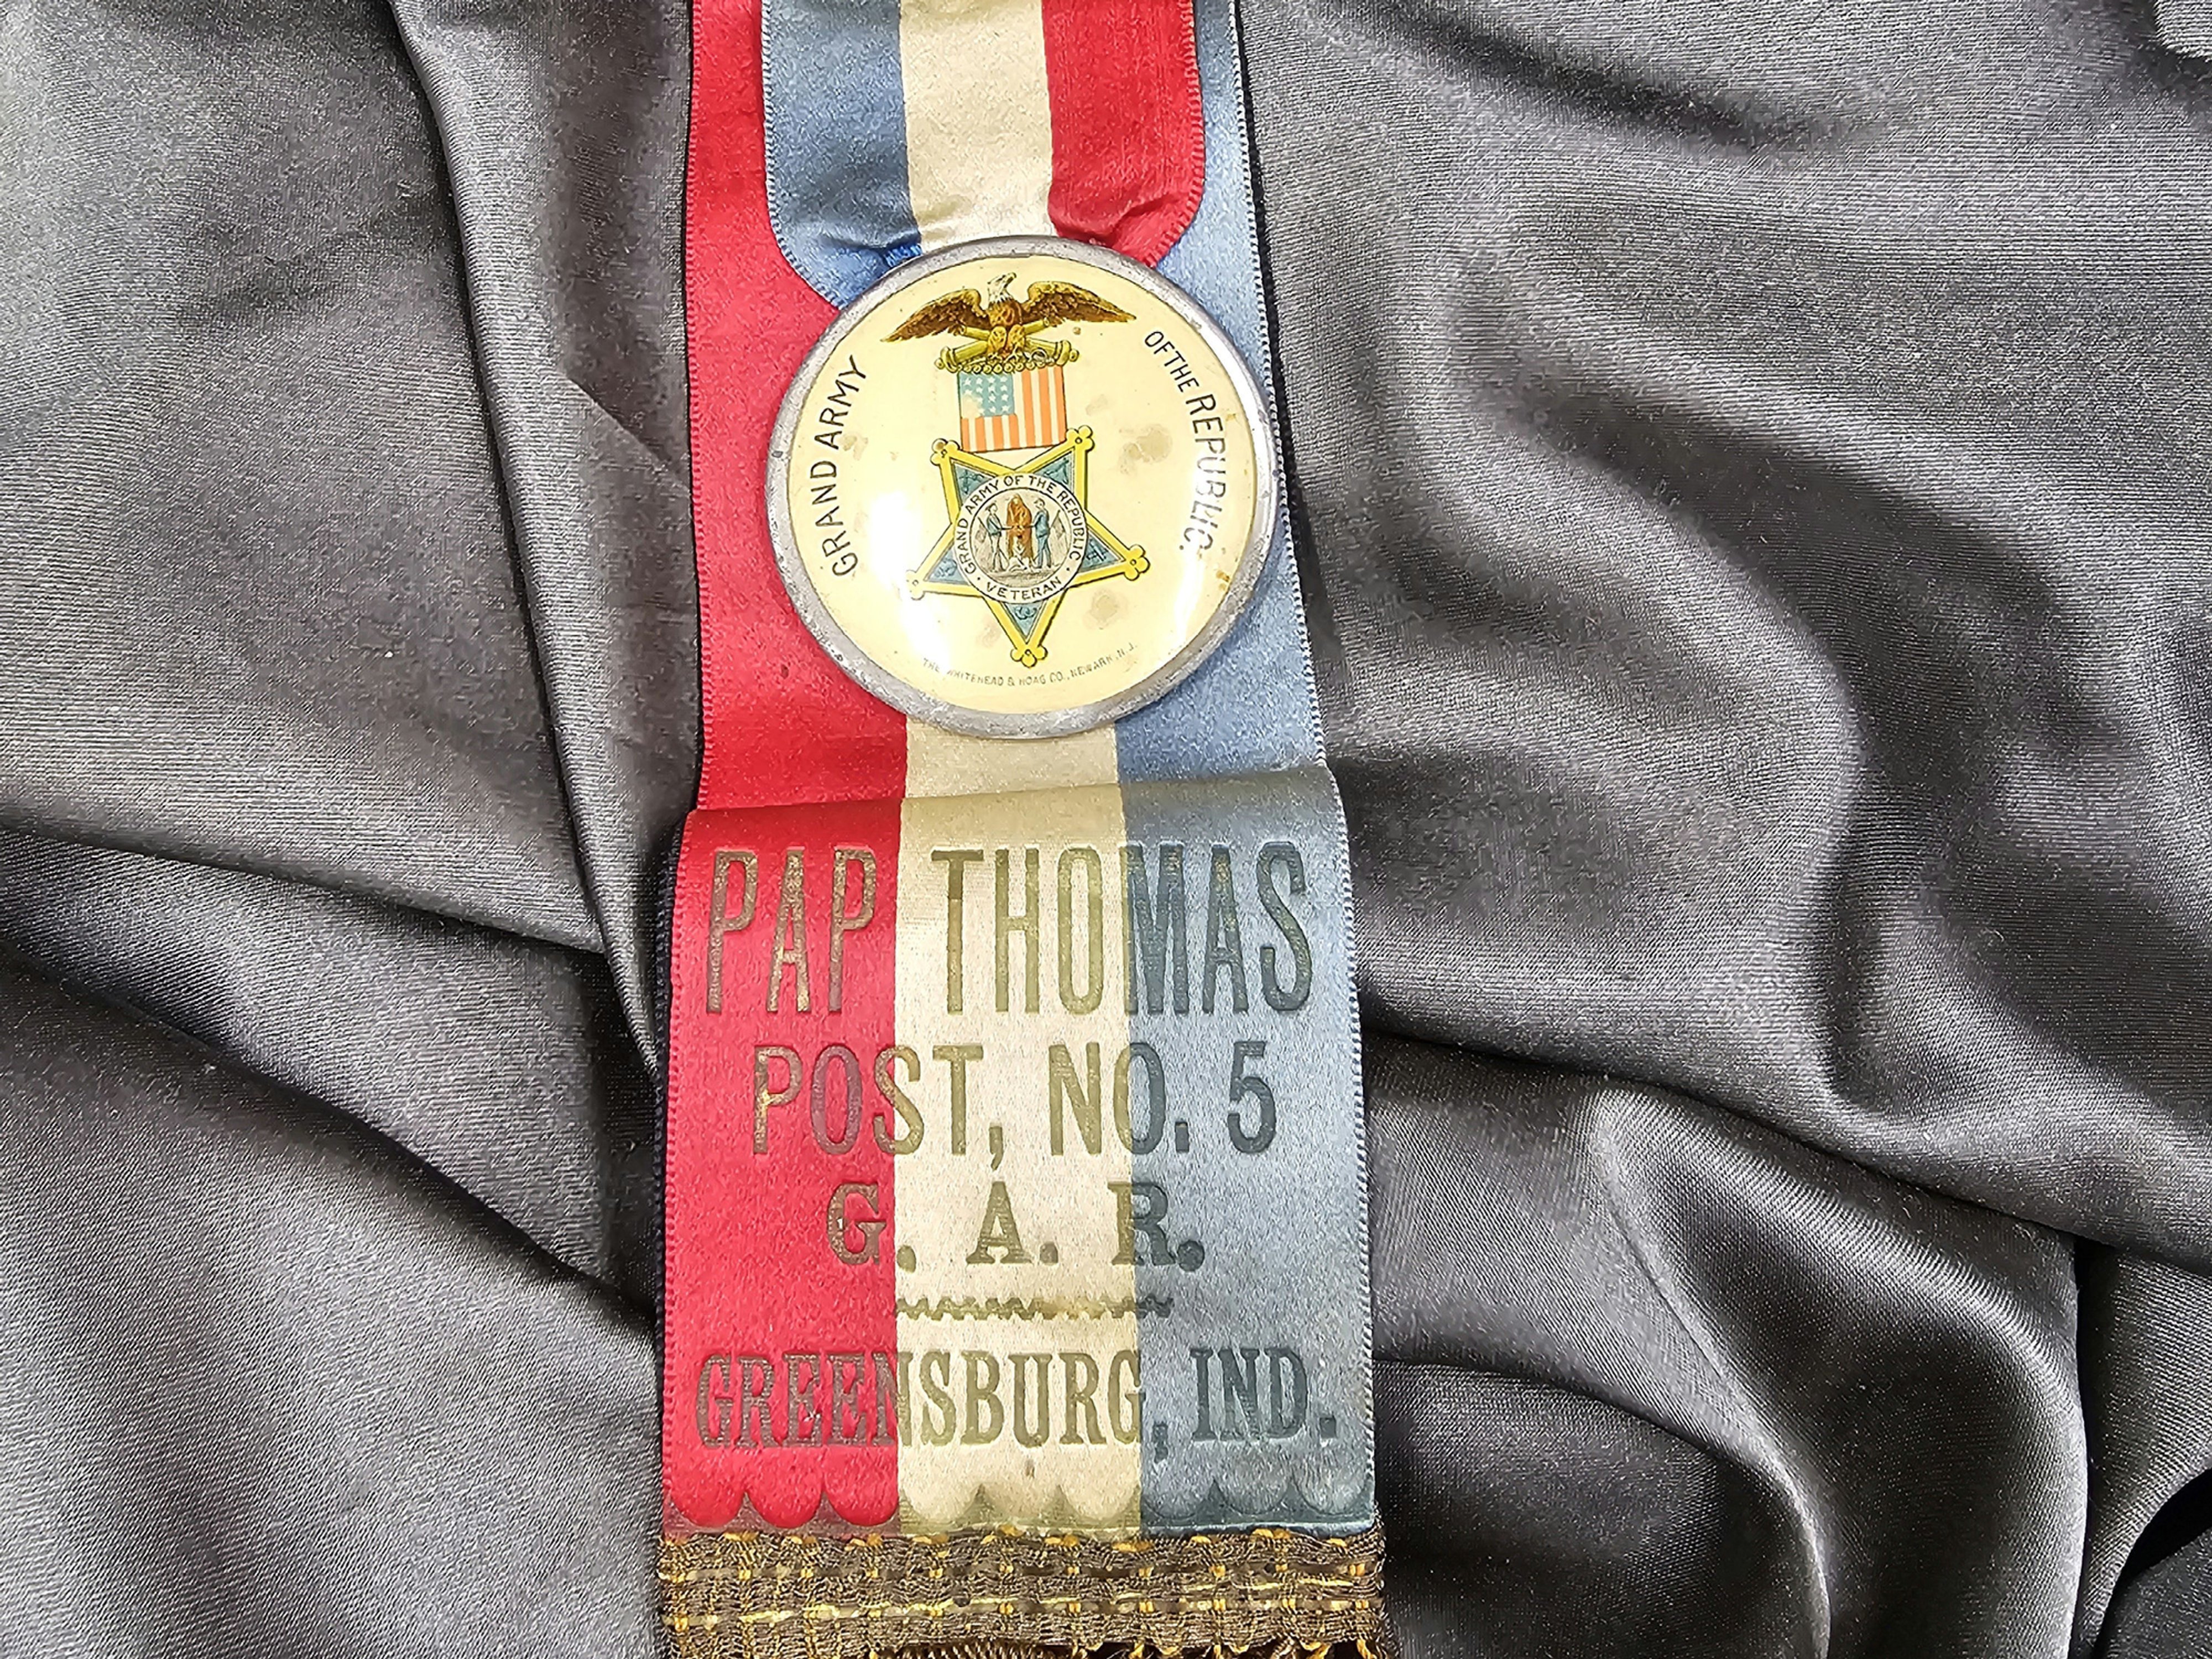 GRAND ARMY
OF THE REPUBLIC.
GRAND ARMY OF THE REPUBLIC
· VETERAN ·
THE WHITEHEAD & HOAG CO., NEWARK, N.J.
PAP THOMAS
POST, NO. 5
G. A. R.
GREENSBURG, IND.